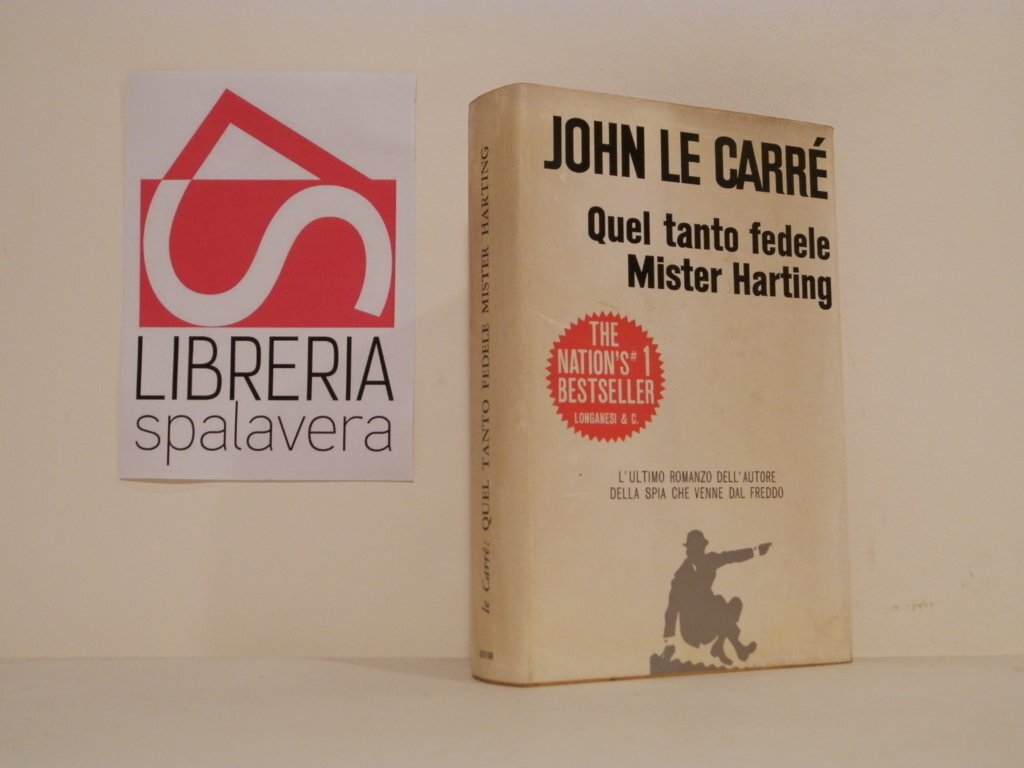 LIBRERIA
spalavera
le Carré: QUEL TANTO FEDELE MISTER HARTING
JOHN LE CARRÉ
Quel tanto fedele
Mister Harting
THE
NATION'S #1
BESTSELLER
LONGANESI & C.
L'ULTIMO ROMANZO DELL'AUTORE
DELLA SPIA CHE VENNE DAL FREDDO